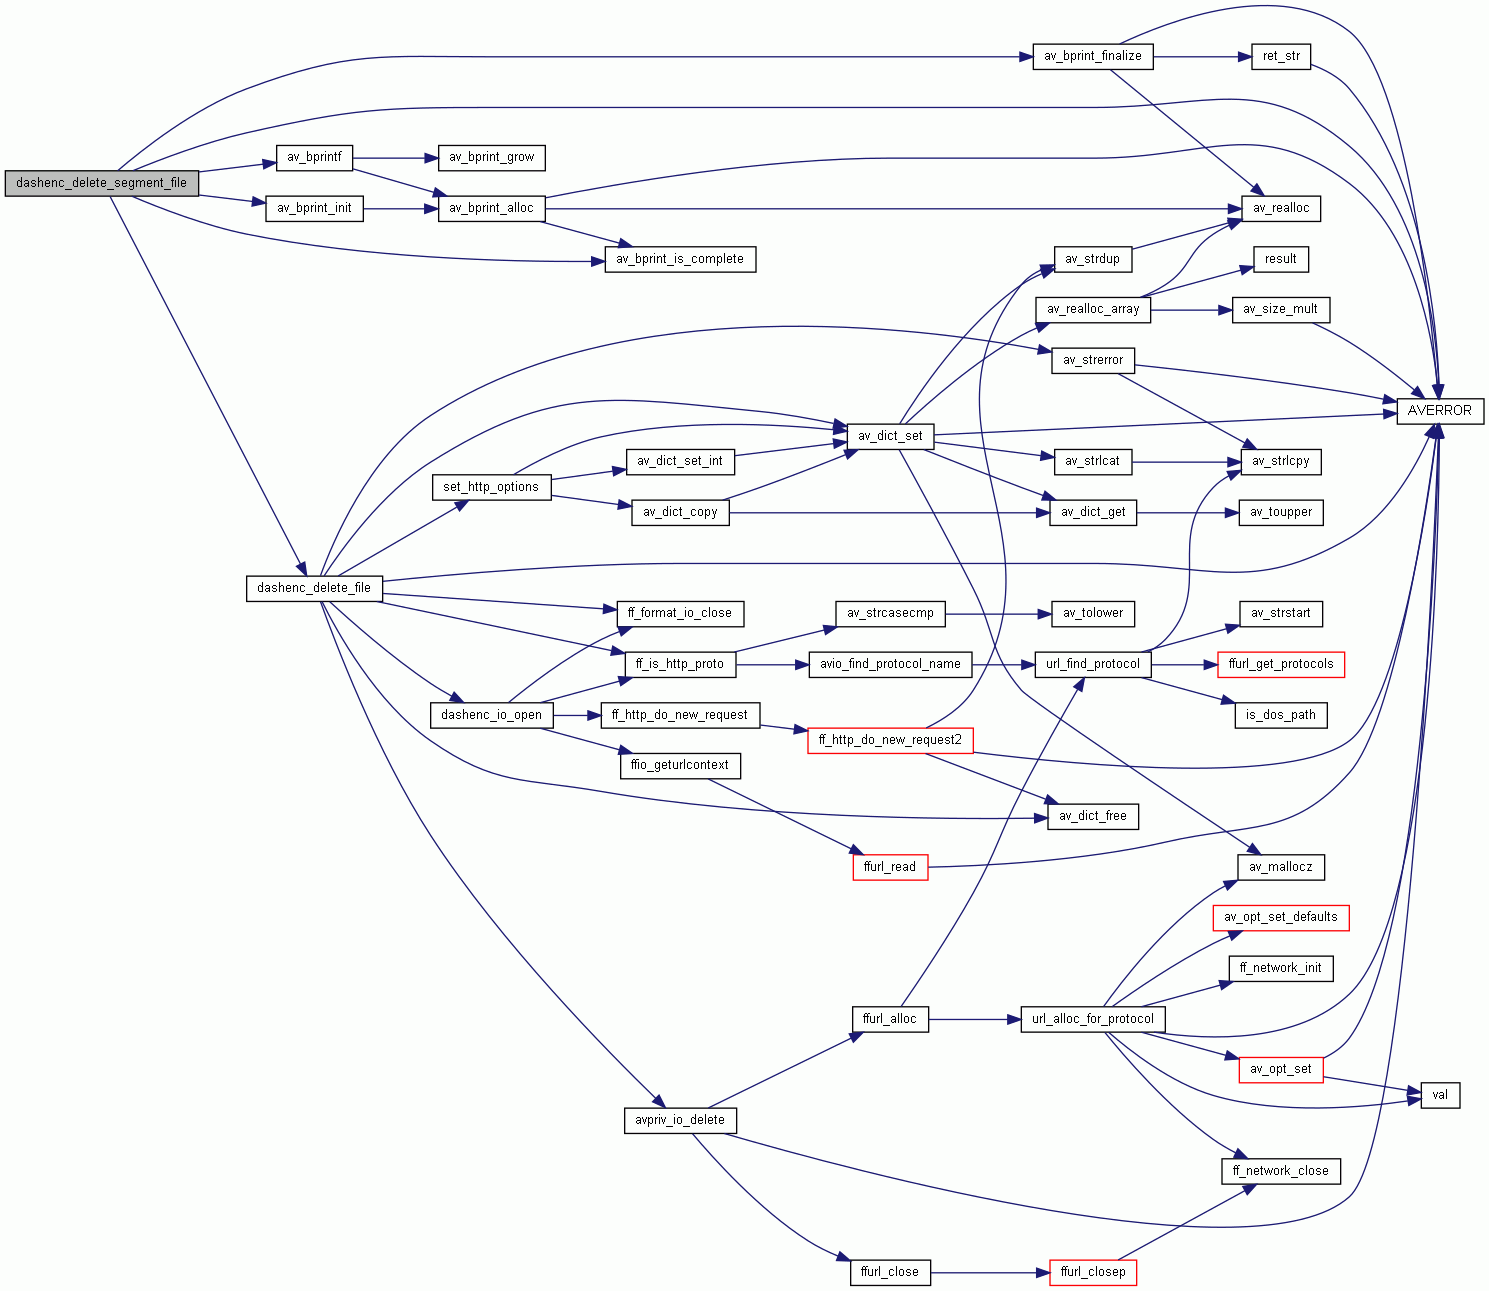 av_bprint_finalize
ret_str
av_bprintf
av_bprint_grow
dashenc_delete_segment_file
av_bprint_init
av_bprint_alloc
av_realloc
av_bprint_is_complete
av_strdup
result
av_realloc_array
av_size_mult
av_strerror
AVERROR
av_dict_set
av_dict_set_int
av_strlcat
av_strlcpy
set_http_options
av_dict_copy
av_dict_get
av_toupper
dashenc_delete_file
ff_format_io_close
av_strcasecmp
av_tolower
av_strstart
ff_is_http_proto
avio_find_protocol_name
url_find_protocol
ffurl_get_protocols
dashenc_io_open
ff_http_do_new_request
is_dos_path
ff_http_do_new_request2
ffio_geturlcontext
av_dict_free
ffurl_read
av_mallocz
av_opt_set_defaults
ff_network_init
ffurl_alloc
url_alloc_for_protocol
av_opt_set
val
avpriv_io_delete
ff_network_close
ffurl_close
ffurl_closep